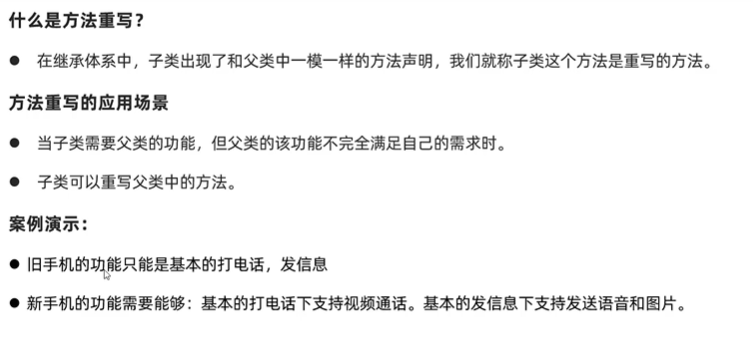 什么是方法重写？
● 在继承体系中，子类出现了和父类中一模一样的方法声明，我们就称子类这个方法是重写的方法。
方法重写的应用场景
● 当子类需要父类的功能，但父类的该功能不完全满足自己的需求时。
● 子类可以重写父类中的方法。
案例演示：
● 旧手机的功能只能是基本的打电话，发信息
● 新手机的功能需要能够：基本的打电话下支持视频通话。基本的发信息下支持发送语音和图片。